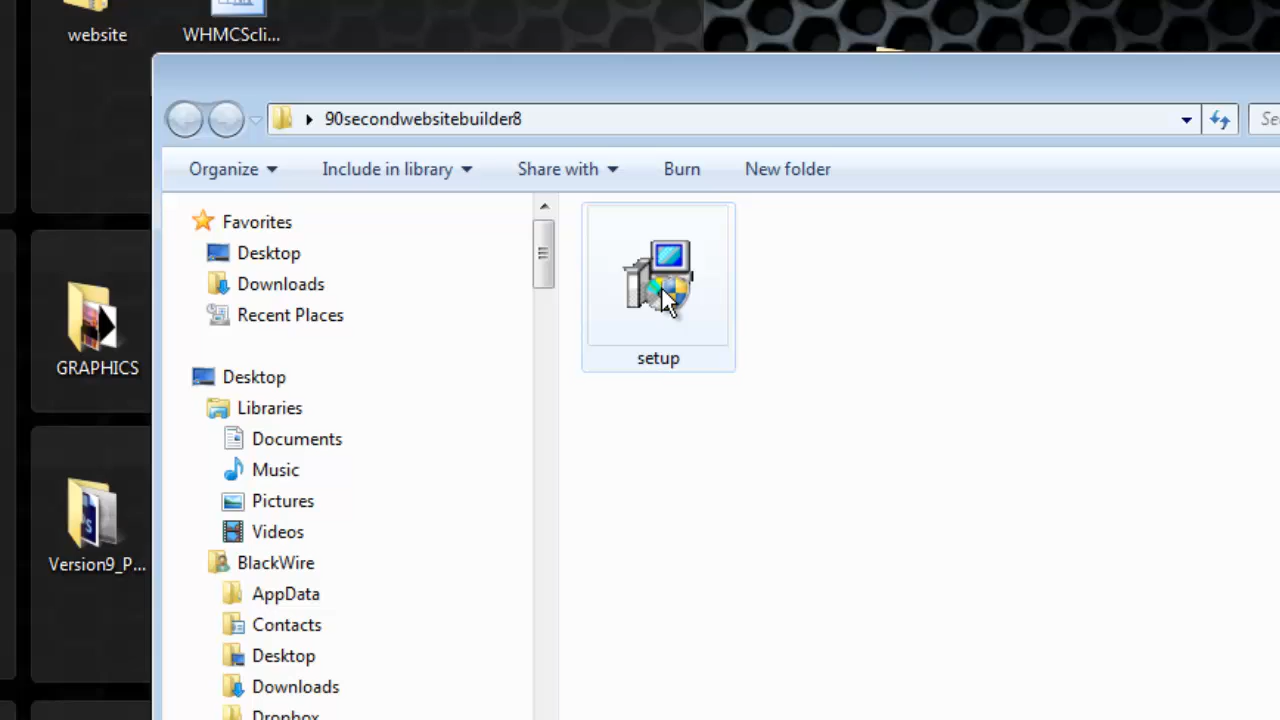 website
WHMCScli...
90secondwebsitebuilder8
Organize
Include in library
Share with
Burn
New folder
Favorites
Desktop
Downloads
Recent Places
Desktop
Libraries
Documents
Music
Pictures
Videos
BlackWire
AppData
Contacts
Desktop
Downloads
Dropbox
setup
GRAPHICS
Version9_P...